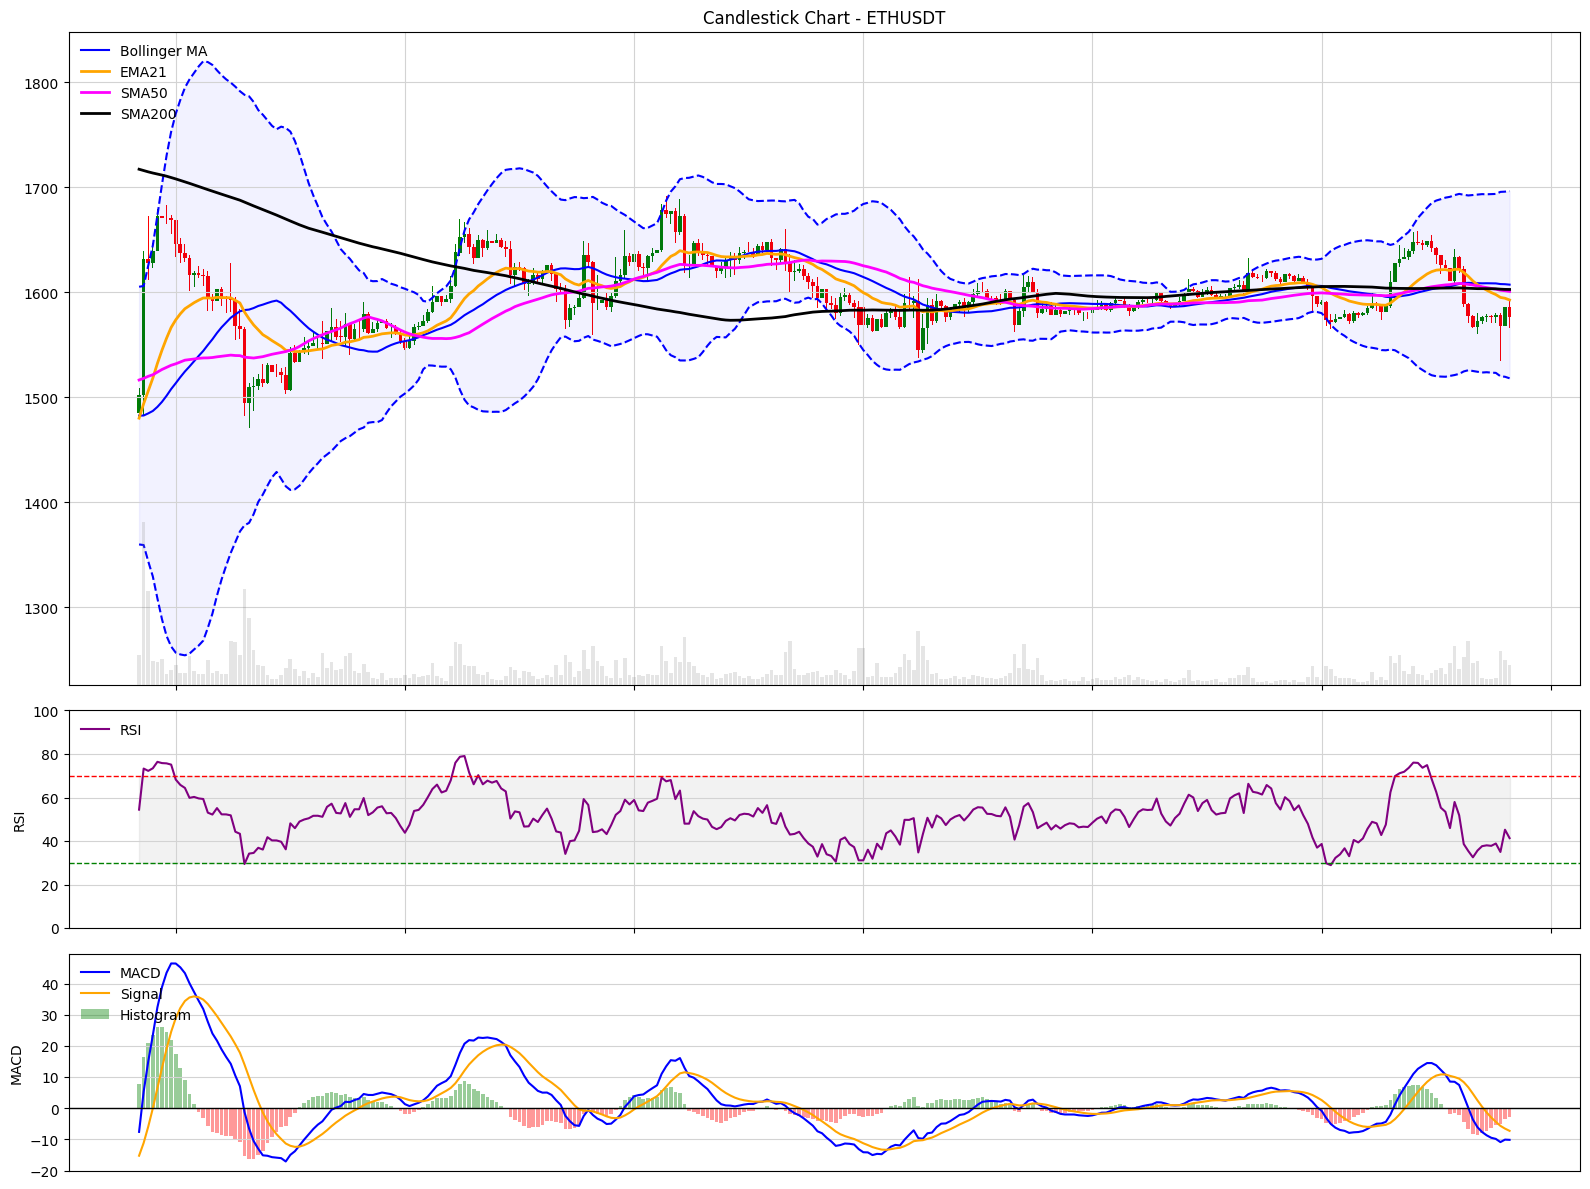 Candlestick Chart - ETHUSDT
Bollinger MA
EMA21
SMA50
SMA200
1800
1700
1600
1500
1400
1300
RSI
100
80
60
40
20
0
RSI
MACD
Signal
Histogram
40
30
20
10
0
−10
−20
MACD